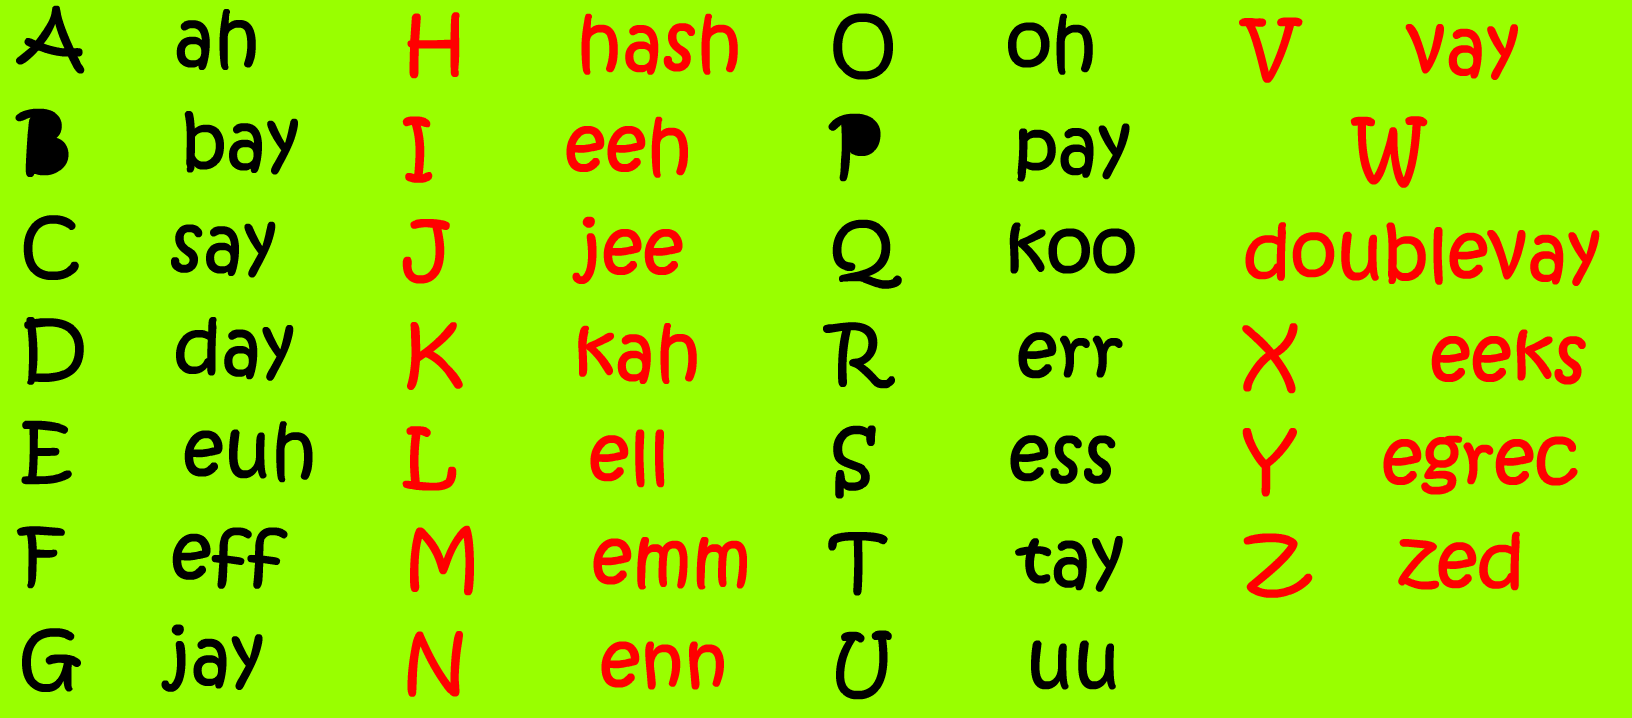 A ah H hash O oh V vay
B bay I eeh P pay W
C say J jee Q koo doublevay
D day K kah R err X eeks
E euh L ell S ess Y egrec
F eff M emm T tay Z zed
G jay N enn U uu